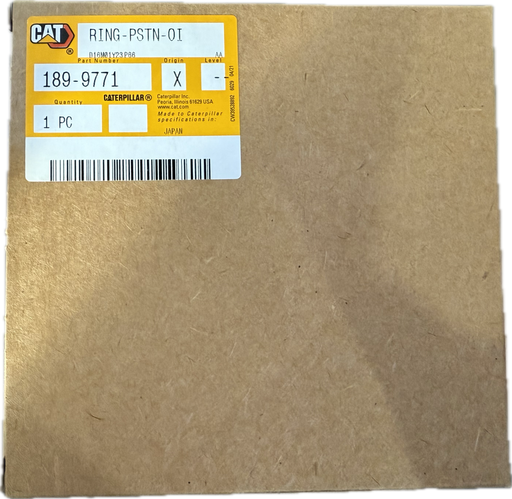 CAT
®
RING-PSTN-OI
D16M01Y23P86 AA
Part Number Origin Level
189-9771 X -
Quantity CATERPILLAR® Caterpillar Inc.
Peoria, Illinois 61629 USA
www.cat.com
1 PC Made to Caterpillar
specifications in:
JAPAN